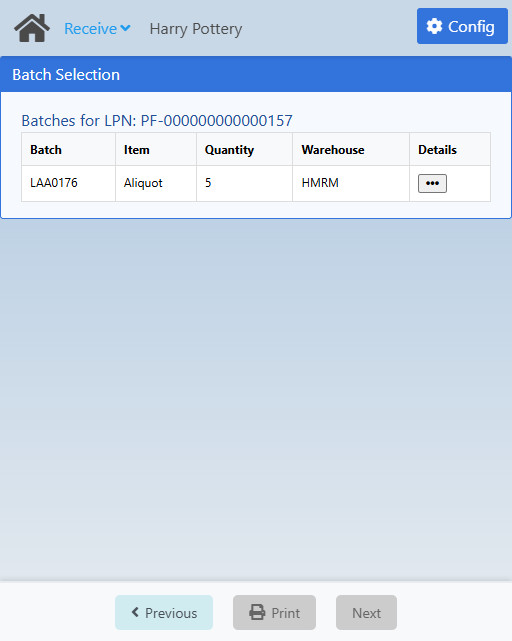 Receive Harry Pottery Config
Batch Selection
Batches for LPN: PF-000000000000157
Batch Item Quantity Warehouse Details
LAA0176 Aliquot 5 HMRM •••
Previous Print Next